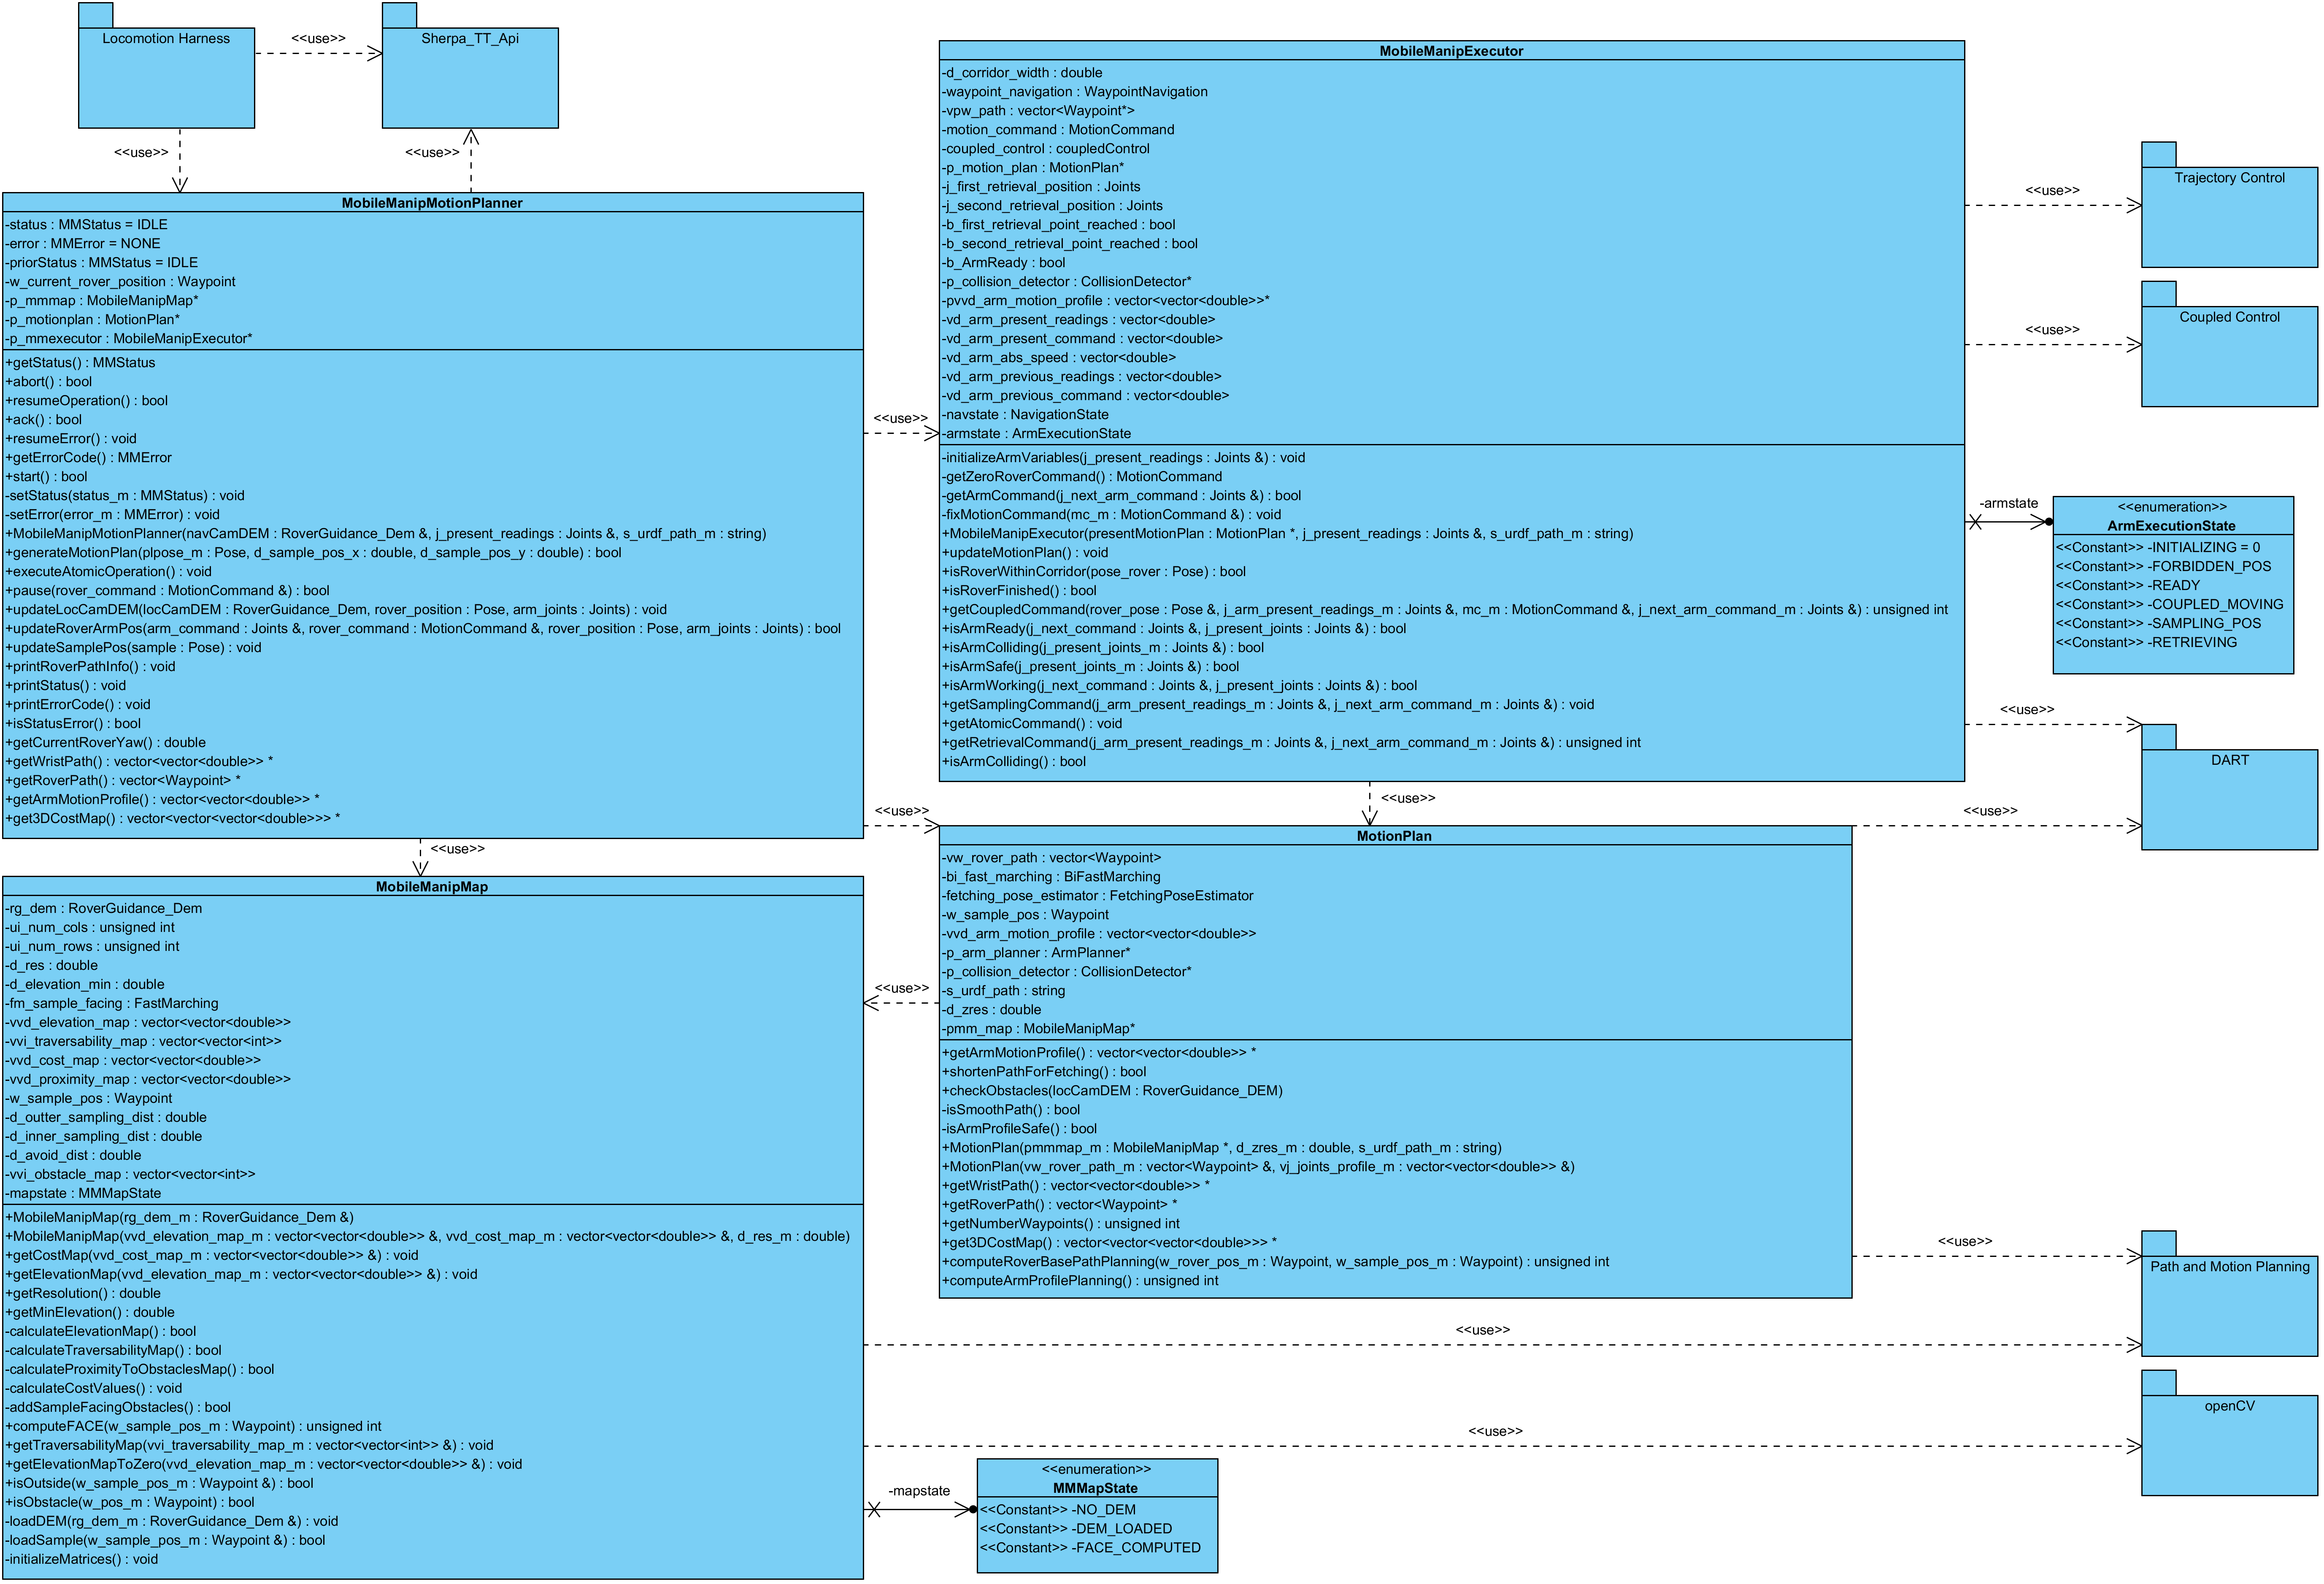 Locomotion Harness
<<use>>
Sherpa_TT_Api
<<use>>
<<use>>
MobileManipMotionPlanner
-status : MMStatus = IDLE
-error : MMError = NONE
-priorStatus : MMStatus = IDLE
-w_current_rover_position : Waypoint
-p_mmmap : MobileManipMap*
-p_motionplan : MotionPlan*
-p_mmexecutor : MobileManipExecutor*
+getStatus() : MMStatus
+abort() : bool
+resumeOperation() : bool
+ack() : bool
+resumeError() : void
+getErrorCode() : MMError
+start() : bool
-setStatus(status_m : MMStatus) : void
-setError(error_m : MMError) : void
+MobileManipMotionPlanner(navCamDEM : RoverGuidance_Dem &, j_present_readings : Joints &, s_urdf_path_m : string)
+generateMotionPlan(plpose_m : Pose, d_sample_pos_x : double, d_sample_pos_y : double) : bool
+executeAtomicOperation() : void
+pause(rover_command : MotionCommand &) : bool
+updateLocCamDEM(locCamDEM : RoverGuidance_Dem, rover_position : Pose, arm_joints : Joints) : void
+updateRoverArmPos(arm_command : Joints &, rover_command : MotionCommand &, rover_position : Pose, arm_joints : Joints) : bool
+updateSamplePos(sample : Pose) : void
+printRoverPathInfo() : void
+printStatus() : void
+printErrorCode() : void
+isStatusError() : bool
+getCurrentRoverYaw() : double
+getWristPath() : vector<vector<double>> *
+getRoverPath() : vector<Waypoint> *
+getArmMotionProfile() : vector<vector<double>> *
+get3DCostMap() : vector<vector<vector<double>>> *
<<use>>
<<use>>
<<use>>
MobileManipExecutor
-d_corridor_width : double
-waypoint_navigation : WaypointNavigation
-vpw_path : vector<Waypoint*>
-motion_command : MotionCommand
-coupled_control : coupledControl
-p_motion_plan : MotionPlan*
-j_first_retrieval_position : Joints
-j_second_retrieval_position : Joints
-b_first_retrieval_point_reached : bool
-b_second_retrieval_point_reached : bool
-b_ArmReady : bool
-p_collision_detector : CollisionDetector*
-pvvd_arm_motion_profile : vector<vector<double>>*
-vd_arm_present_readings : vector<double>
-vd_arm_present_command : vector<double>
-vd_arm_abs_speed : vector<double>
-vd_arm_previous_readings : vector<double>
-vd_arm_previous_command : vector<double>
-navstate : NavigationState
-armstate : ArmExecutionState
-initializeArmVariables(j_present_readings : Joints &) : void
-getZeroRoverCommand() : MotionCommand
-getArmCommand(j_next_arm_command : Joints &) : bool
-fixMotionCommand(mc_m : MotionCommand &) : void
+MobileManipExecutor(presentMotionPlan : MotionPlan *, j_present_readings : Joints &, s_urdf_path_m : string)
+updateMotionPlan() : void
+isRoverWithinCorridor(pose_rover : Pose) : bool
+isRoverFinished() : bool
+getCoupledCommand(rover_pose : Pose &, j_arm_present_readings_m : Joints &, mc_m : MotionCommand &, j_next_arm_command_m : Joints &) : unsigned int
+isArmReady(j_next_command : Joints &, j_present_joints : Joints &) : bool
+isArmColliding(j_present_joints_m : Joints &) : bool
+isArmSafe(j_present_joints_m : Joints &) : bool
+isArmWorking(j_next_command : Joints &, j_present_joints : Joints &) : bool
+getSamplingCommand(j_arm_present_readings_m : Joints &, j_next_arm_command_m : Joints &) : void
+getAtomicCommand() : void
+getRetrievalCommand(j_arm_present_readings_m : Joints &, j_next_arm_command_m : Joints &) : unsigned int
+isArmColliding() : bool
<<use>>
Trajectory Control
<<use>>
Coupled Control
-armstate
<<enumeration>>
ArmExecutionState
<<Constant>> -INITIALIZING = 0
<<Constant>> -FORBIDDEN_POS
<<Constant>> -READY
<<Constant>> -COUPLED_MOVING
<<Constant>> -SAMPLING_POS
<<Constant>> -RETRIEVING
<<use>>
DART
<<use>>
<<use>>
MotionPlan
-vw_rover_path : vector<Waypoint>
-bi_fast_marching : BiFastMarching
-fetching_pose_estimator : FetchingPoseEstimator
-w_sample_pos : Waypoint
-vvd_arm_motion_profile : vector<vector<double>>
-p_arm_planner : ArmPlanner*
-p_collision_detector : CollisionDetector*
-s_urdf_path : string
-d_zres : double
-pmm_map : MobileManipMap*
+getArmMotionProfile() : vector<vector<double>> *
+shortenPathForFetching() : bool
+checkObstacles(locCamDEM : RoverGuidance_DEM)
-isSmoothPath() : bool
-isArmProfileSafe() : bool
+MotionPlan(pmmmap_m : MobileManipMap *, d_zres_m : double, s_urdf_path_m : string)
+MotionPlan(vw_rover_path_m : vector<Waypoint> &, vj_joints_profile_m : vector<vector<double>> &)
+getWristPath() : vector<vector<double>> *
+getRoverPath() : vector<Waypoint> *
+getNumberWaypoints() : unsigned int
+get3DCostMap() : vector<vector<vector<double>>> *
+computeRoverBasePathPlanning(w_rover_pos_m : Waypoint, w_sample_pos_m : Waypoint) : unsigned int
+computeArmProfilePlanning() : unsigned int
<<use>>
<<use>>
Path and Motion Planning
MobileManipMap
-rg_dem : RoverGuidance_Dem
-ui_num_cols : unsigned int
-ui_num_rows : unsigned int
-d_res : double
-d_elevation_min : double
-fm_sample_facing : FastMarching
-vvd_elevation_map : vector<vector<double>>
-vvi_traversability_map : vector<vector<int>>
-vvd_cost_map : vector<vector<double>>
-vvd_proximity_map : vector<vector<double>>
-w_sample_pos : Waypoint
-d_outter_sampling_dist : double
-d_inner_sampling_dist : double
-d_avoid_dist : double
-vvi_obstacle_map : vector<vector<int>>
-mapstate : MMMapState
+MobileManipMap(rg_dem_m : RoverGuidance_Dem &)
+MobileManipMap(vvd_elevation_map_m : vector<vector<double>> &, vvd_cost_map_m : vector<vector<double>> &, d_res_m : double)
+getCostMap(vvd_cost_map_m : vector<vector<double>> &) : void
+getElevationMap(vvd_elevation_map_m : vector<vector<double>> &) : void
+getResolution() : double
+getMinElevation() : double
-calculateElevationMap() : bool
-calculateTraversabilityMap() : bool
-calculateProximityToObstaclesMap() : bool
-calculateCostValues() : void
-addSampleFacingObstacles() : bool
+computeFACE(w_sample_pos_m : Waypoint) : unsigned int
+getTraversabilityMap(vvi_traversability_map_m : vector<vector<int>> &) : void
+getElevationMapToZero(vvd_elevation_map_m : vector<vector<double>> &) : void
+isOutside(w_sample_pos_m : Waypoint &) : bool
+isObstacle(w_pos_m : Waypoint) : bool
-loadDEM(rg_dem_m : RoverGuidance_Dem &) : void
-loadSample(w_sample_pos_m : Waypoint &) : bool
-initializeMatrices() : void
<<use>>
<<use>>
openCV
-mapstate
<<enumeration>>
MMMapState
<<Constant>> -NO_DEM
<<Constant>> -DEM_LOADED
<<Constant>> -FACE_COMPUTED